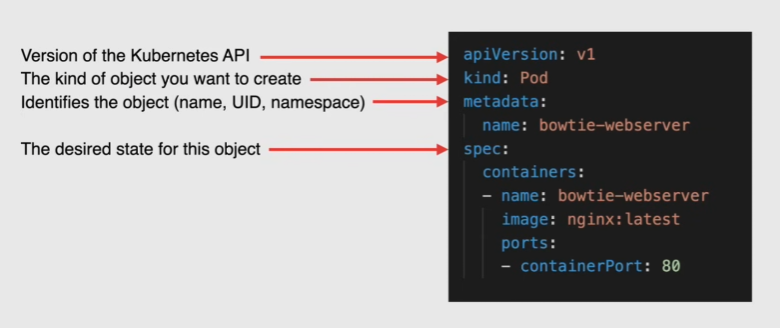 Version of the Kubernetes API
The kind of object you want to create
Identifies the object (name, UID, namespace)
The desired state for this object
apiVersion: v1
kind: Pod
metadata:
  name: bowtie-webserver
spec:
  containers:
  - name: bowtie-webserver
    image: nginx:latest
    ports:
    - containerPort: 80